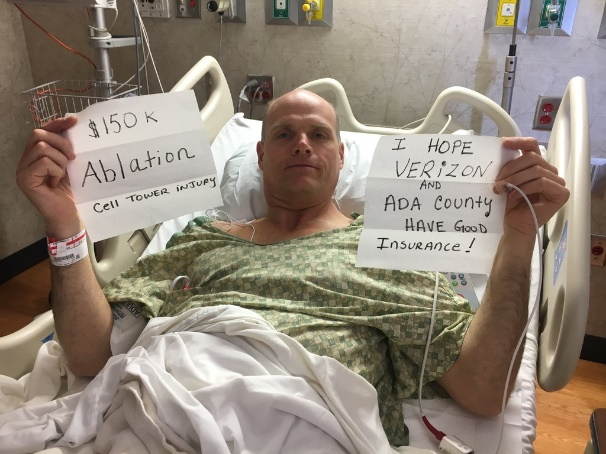 $150 K
Ablation
Cell Tower injury
I HOPE
VERiZON
AND
ADA COUNTY
HAVE GOOD
INSURANCE!